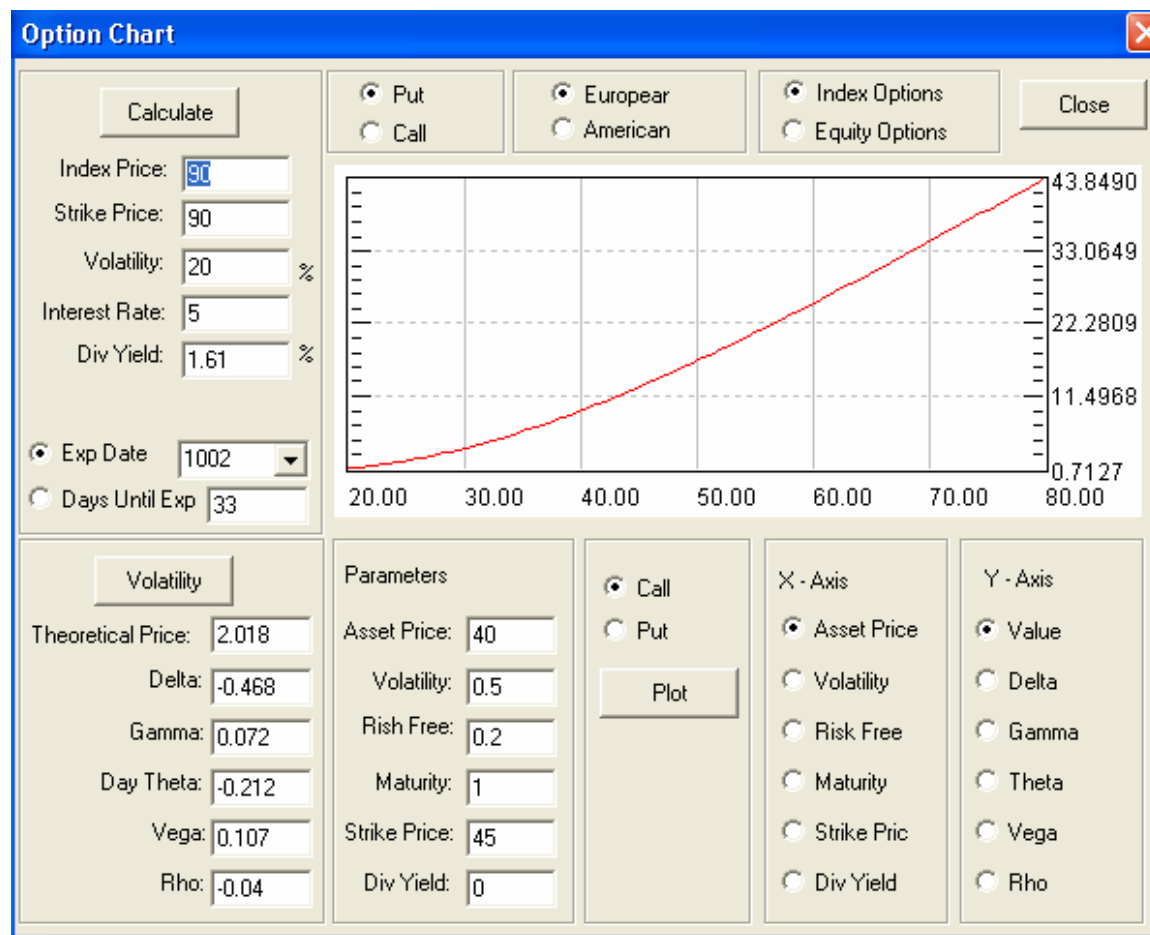 Option Chart
Calculate
Index Price: 90
Strike Price: 90
Volatility: 20 %
Interest Rate: 5
Div Yield: 1.61 %
Exp Date 1002
Days Until Exp 33
Put
Call
Europear
American
Index Options
Equity Options
Close
43.8490
33.0649
22.2809
11.4968
0.7127
20.00 30.00 40.00 50.00 60.00 70.00 80.00
Volatility
Theoretical Price: 2.018
Delta: -0.468
Gamma: 0.072
Day Theta: -0.212
Vega: 0.107
Rho: -0.04
Parameters
Asset Price: 40
Volatility: 0.5
Rish Free: 0.2
Maturity: 1
Strike Price: 45
Div Yield: 0
Call
Put
Plot
X - Axis
Asset Price
Volatility
Risk Free
Maturity
Strike Pric
Div Yield
Y - Axis
Value
Delta
Gamma
Theta
Vega
Rho